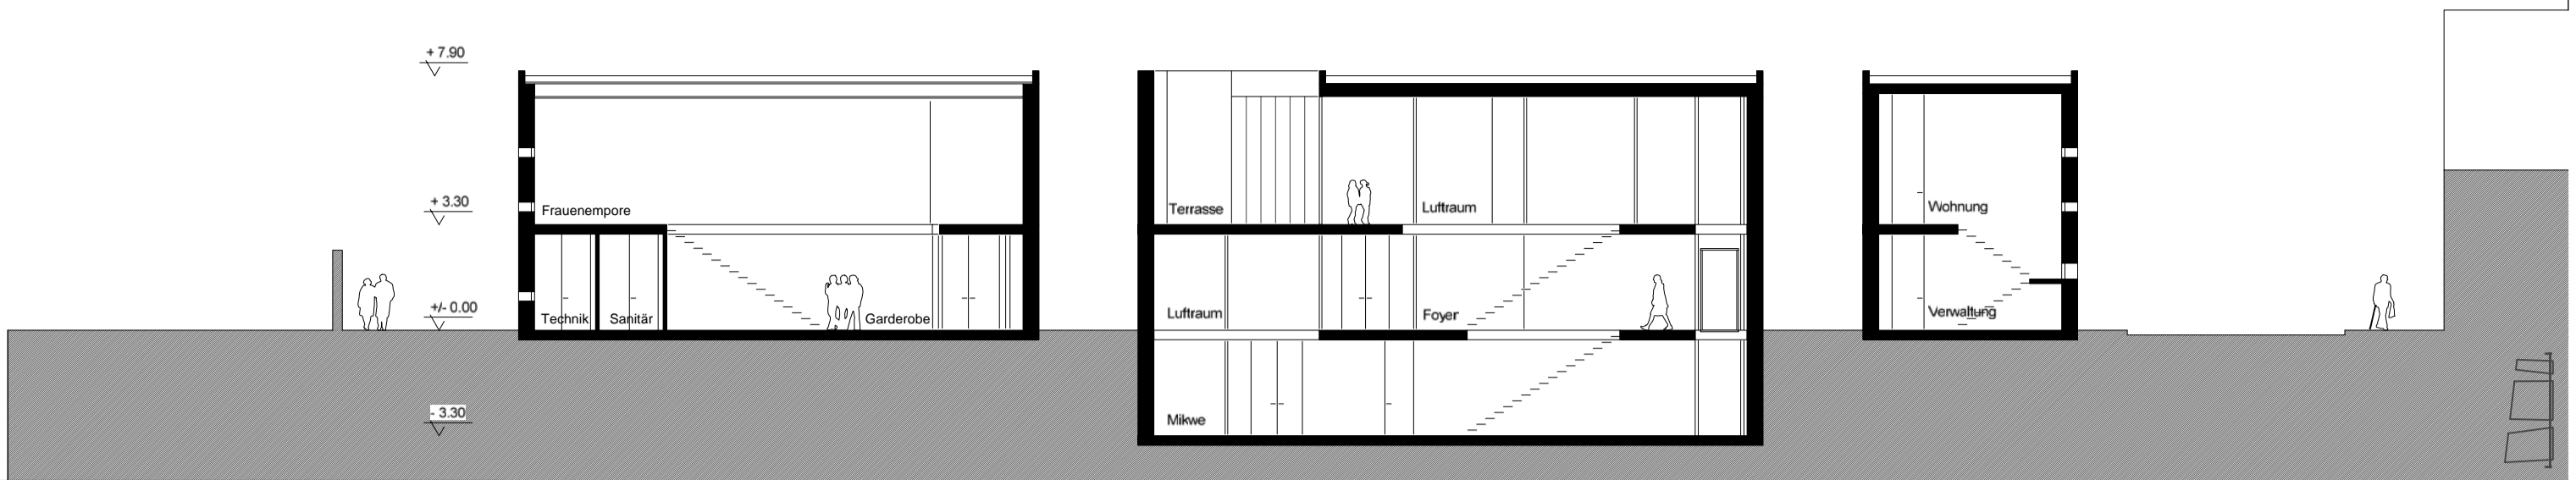 + 7.90
+ 3.30
+/- 0.00
- 3.30
Frauenempore
Technik
Sanitär
Garderobe
Terrasse
Luftraum
Luftraum
Foyer
Mikwe
Wohnung
Verwaltung